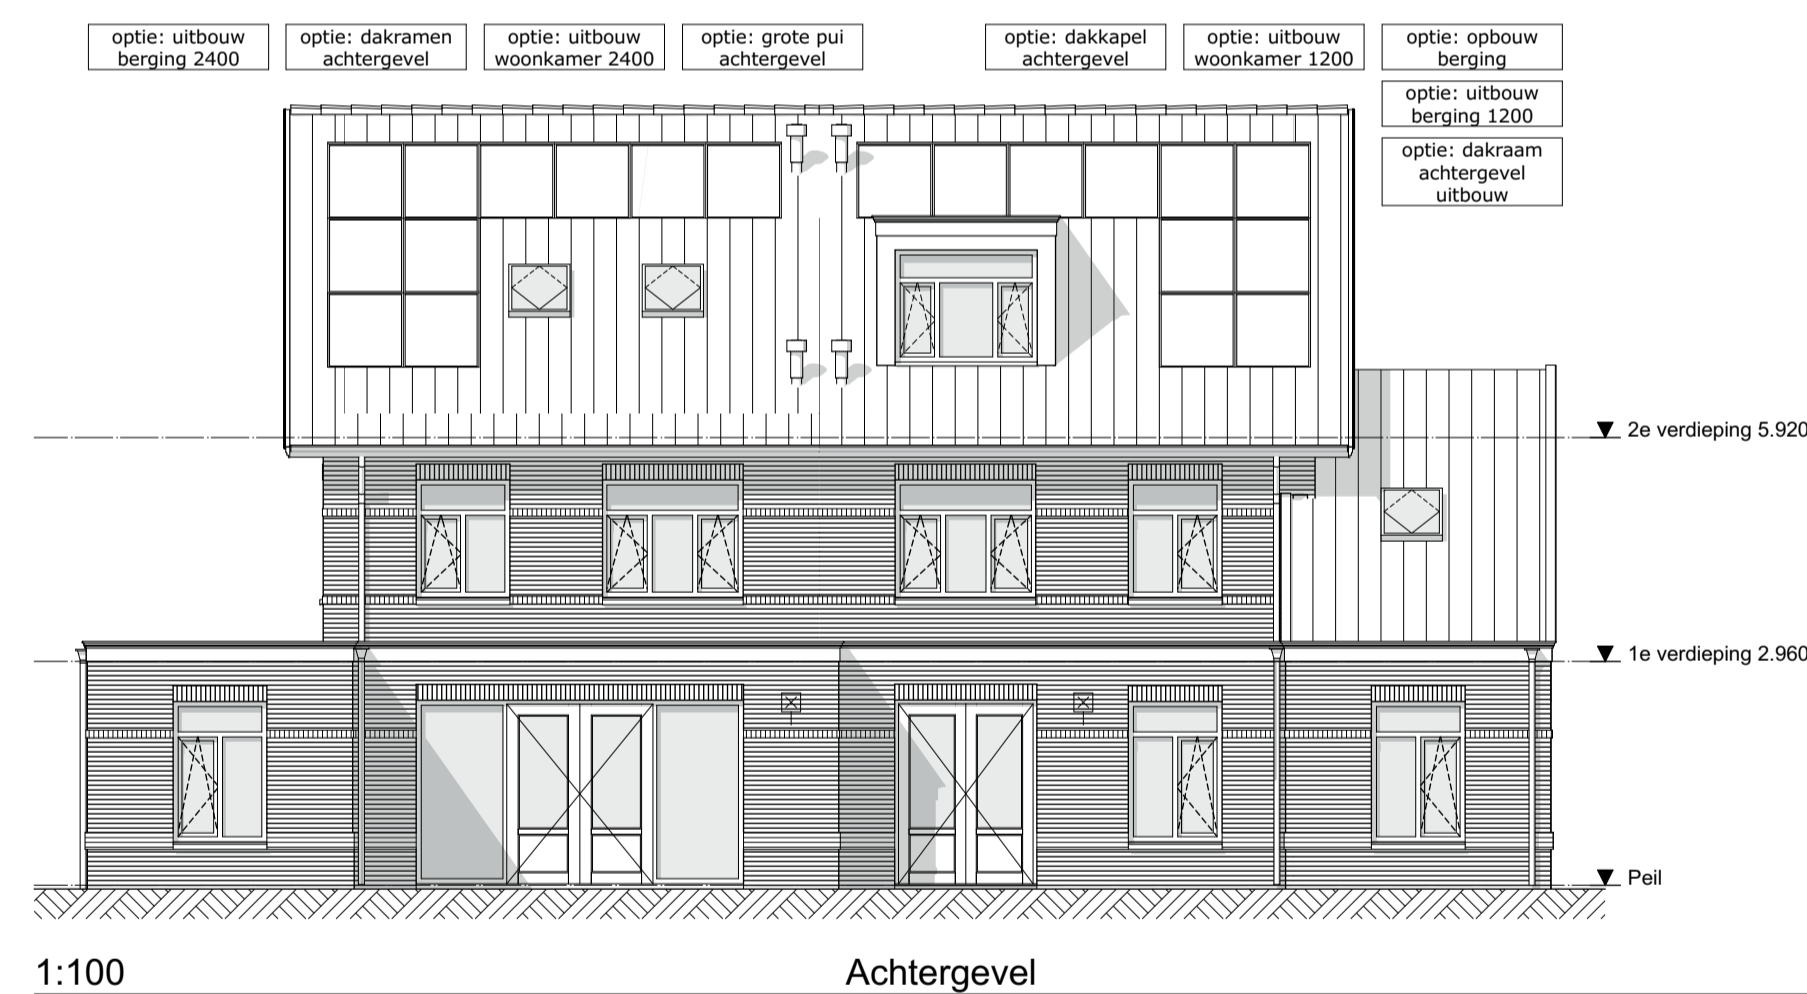 optie: uitbouw
berging 2400
optie: dakramen
achtergevel
optie: uitbouw
woonkamer 2400
optie: grote pui
achtergevel
optie: dakkapel
achtergevel
optie: uitbouw
woonkamer 1200
optie: opbouw
berging
optie: uitbouw
berging 1200
optie: dakraam
achtergevel
uitbouw
2e verdieping 5.920
1e verdieping 2.960
Peil
1:100
Achtergevel